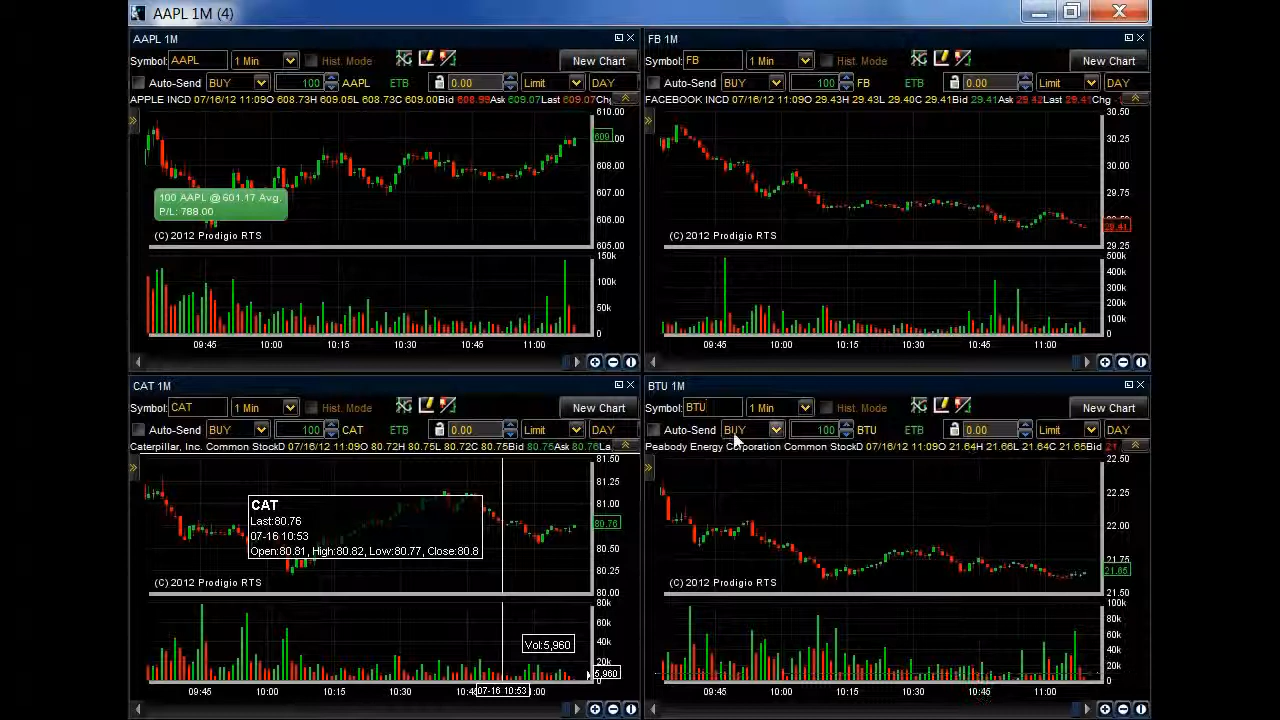 AAPL 1M (4)
AAPL 1M
Symbol: AAPL 1 Min Hist. Mode New Chart
Auto-Send BUY 100 AAPL ETB 0.00 Limit DAY
APPLE INCD 07/16/12 11:09O 608.73H 609.05L 608.73C 609.00Bid 608.99Ask 609.07Last 609.07Chg
610.00
609
608.00
607.00
606.00
605.00
100 AAPL @ 601.17 Avg.
P/L: 788.00
(C) 2012 Prodigio RTS
150k
100k
50k
0
09:45 10:00 10:15 10:30 10:45 11:00
FB 1M
Symbol: FB 1 Min Hist. Mode New Chart
Auto-Send BUY 100 FB ETB 0.00 Limit DAY
FACEBOOK INCD 07/16/12 11:09O 29.43H 29.43L 29.40C 29.41Bid 29.41Ask 29.42Last 29.41Chg
30.50
30.25
30.00
29.75
29.41
29.25
(C) 2012 Prodigio RTS
500k
400k
300k
200k
100k
0
09:45 10:00 10:15 10:30 10:45 11:00
CAT 1M
Symbol: CAT 1 Min Hist. Mode New Chart
Auto-Send BUY 100 CAT ETB 0.00 Limit DAY
Caterpillar, Inc. Common StockD 07/16/12 11:09O 80.72H 80.75L 80.72C 80.75Bid 80.75Ask 80.76La
81.50
81.00
80.76
80.50
80.25
80.00
CAT
Last:80.76
07-16 10:53
Open:80.81, High:80.82, Low:80.77, Close:80.8
(C) 2012 Prodigio RTS
80k
60k
40k
20k
Vol:5,960
5,960
09:45 10:00 10:15 10:30 07-16 10:53
BTU 1M
Symbol: BTU 1 Min Hist. Mode New Chart
Auto-Send BUY 100 BTU ETB 0.00 Limit DAY
Peabody Energy Corporation Common StockD 07/16/12 11:09O 21.64H 21.66L 21.64C 21.65Bid
22.50
22.25
22.00
21.75
21.65
21.50
(C) 2012 Prodigio RTS
100k
80k
60k
40k
20k
0
09:45 10:00 10:15 10:30 10:45 11:00